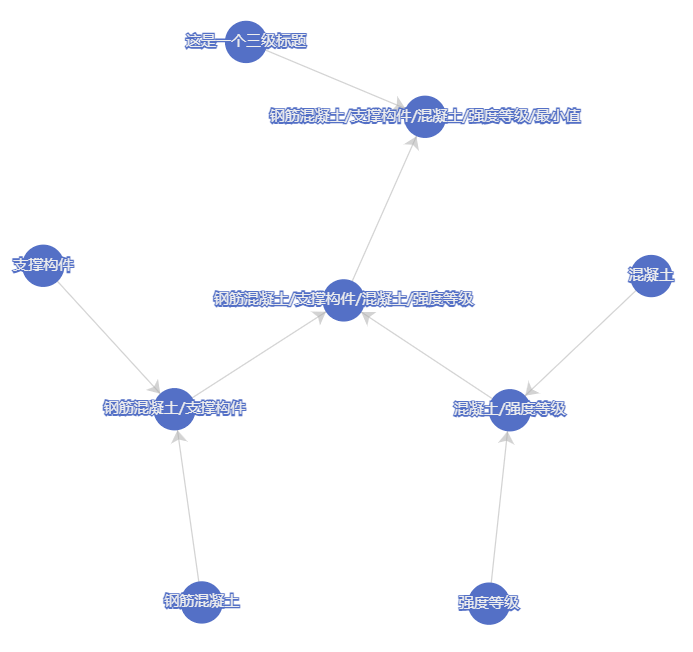 这是一个三级标题
钢筋混凝土/支撑构件/混凝土/强度等级/最小值
支撑构件
混凝土
钢筋混凝土/支撑构件/混凝土/强度等级
钢筋混凝土/支撑构件
混凝土/强度等级
钢筋混凝土
强度等级